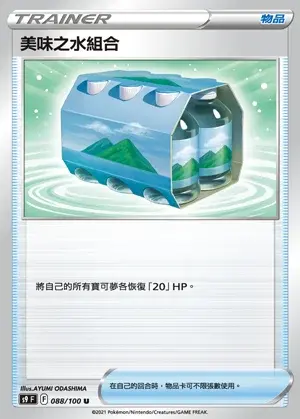 TRAINER
物品
美味之水組合
將自己的所有寶可夢各恢復「20」HP。
Illus.AYUMI ODASHIMA
在自己的回合時,物品卡可不限張數使用。
s9 F F 088/100 U
©2021 Pokémon/Nintendo/Creatures/GAME FREAK.